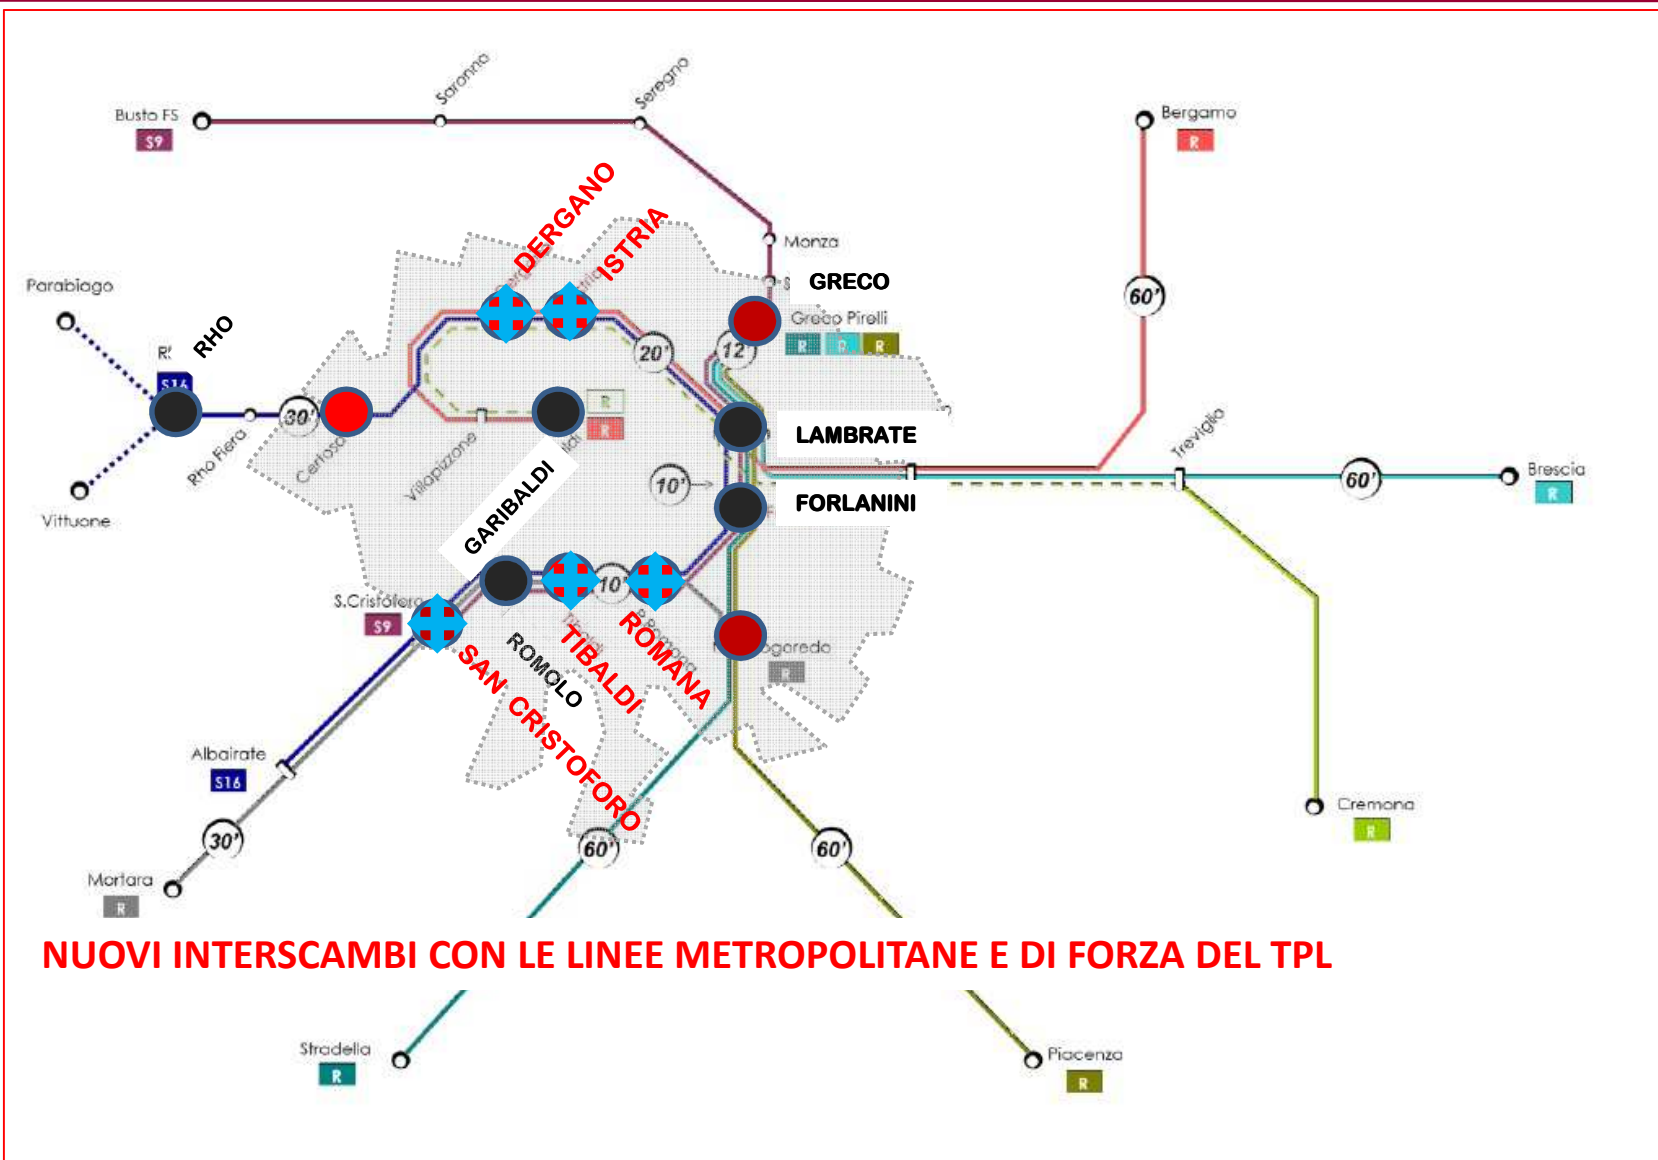 Saronno
Seregno
Busto FS
S9
Bergamo
R
DERGANO
ISTRIA
Monza
GRECO
Greco Pirelli
R
R
R
Parabiago
RHO
S16
60'
20'
12'
30'
Rho Fiera
Certosa
Villapizzone
R
R
GARIBALDI
LAMBRATE
10'
FORLANINI
Treviglio
60'
Brescia
R
Vittuone
S.Cristoforo
S9
10'
ROMOLO
TIBALDI
ROMANA
SAN CRISTOFORO
R
Albairate
S16
30'
60'
60'
Cremona
R
Mortara
R
NUOVI INTERSCAMBI CON LE LINEE METROPOLITANE E DI FORZA DEL TPL
Stradella
R
Piacenza
R